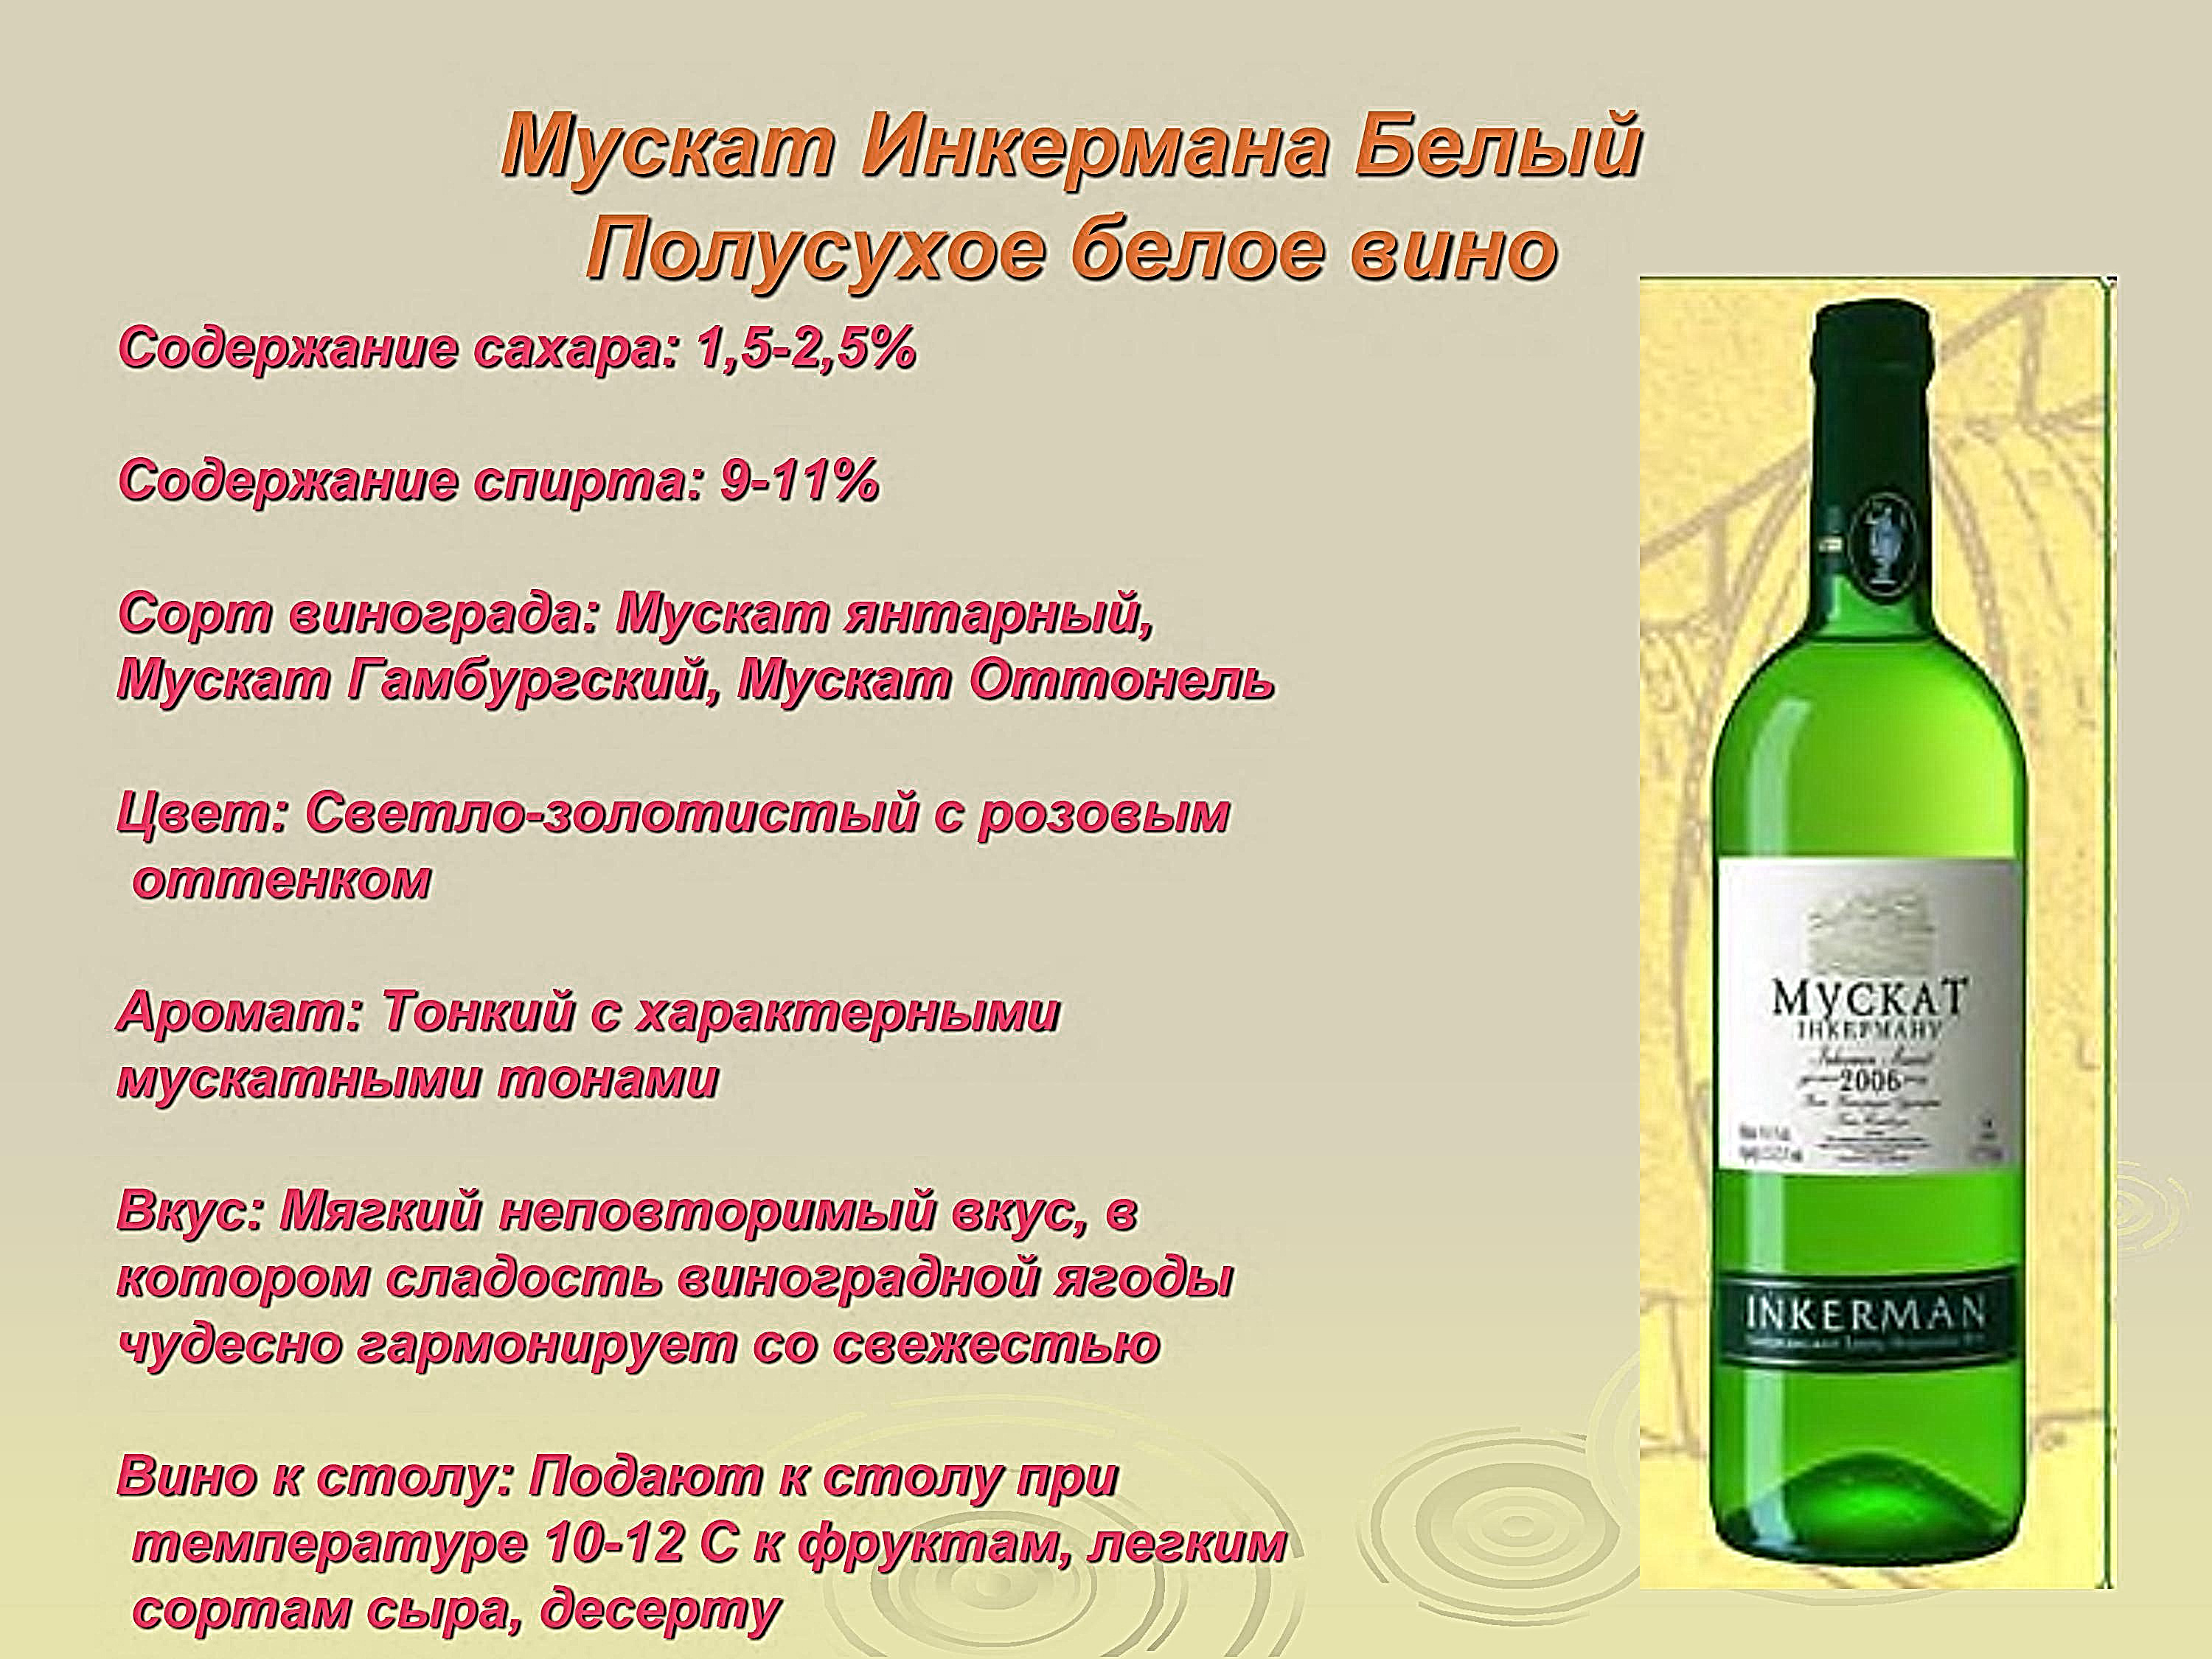 Мускат Инкермана Белый
Полусухое белое вино
Содержание сахара: 1,5-2,5%
Содержание спирта: 9-11%
Сорт винограда: Мускат янтарный,
Мускат Гамбургский, Мускат Оттонель
Цвет: Светло-золотистый с розовым
оттенком
Аромат: Тонкий с характерными
мускатными тонами
Вкус: Мягкий неповторимый вкус, в
котором сладость виноградной ягоды
чудесно гармонирует со свежестью
Вино к столу: Подают к столу при
температуре 10-12 С к фруктам, легким
сортам сыра, десерту
МУСКАТ
ІНКЕРМАНУ
2006
INKERMAN